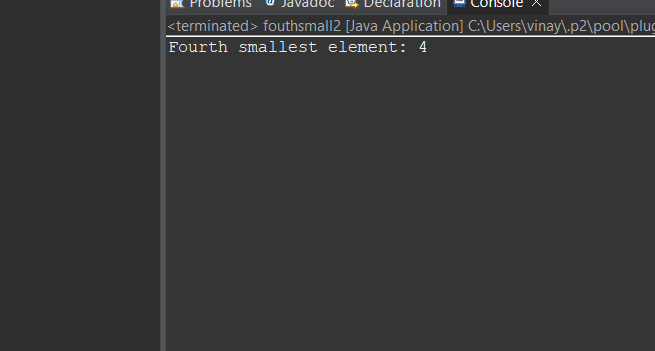 Problems Javadoc Declaration Console
<terminated> fouthsmall2 [Java Application] C:\Users\vinay\.p2\pool\plug
Fourth smallest element: 4